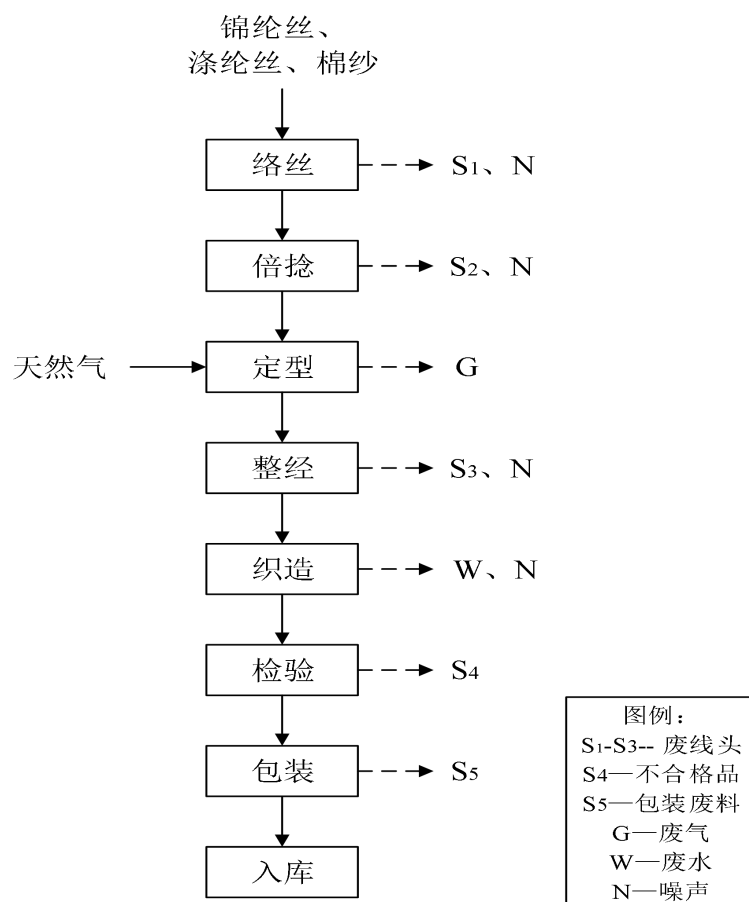 锦纶丝、
涤纶丝、棉纱
络丝
S1、N
倍捻
S2、N
天然气
定型
G
整经
S3、N
织造
W、N
检验
S4
包装
S5
入库
图例：
S1-S3-- 废线头
S4—不合格品
S5—包装废料
G—废气
W—废水
N—噪声